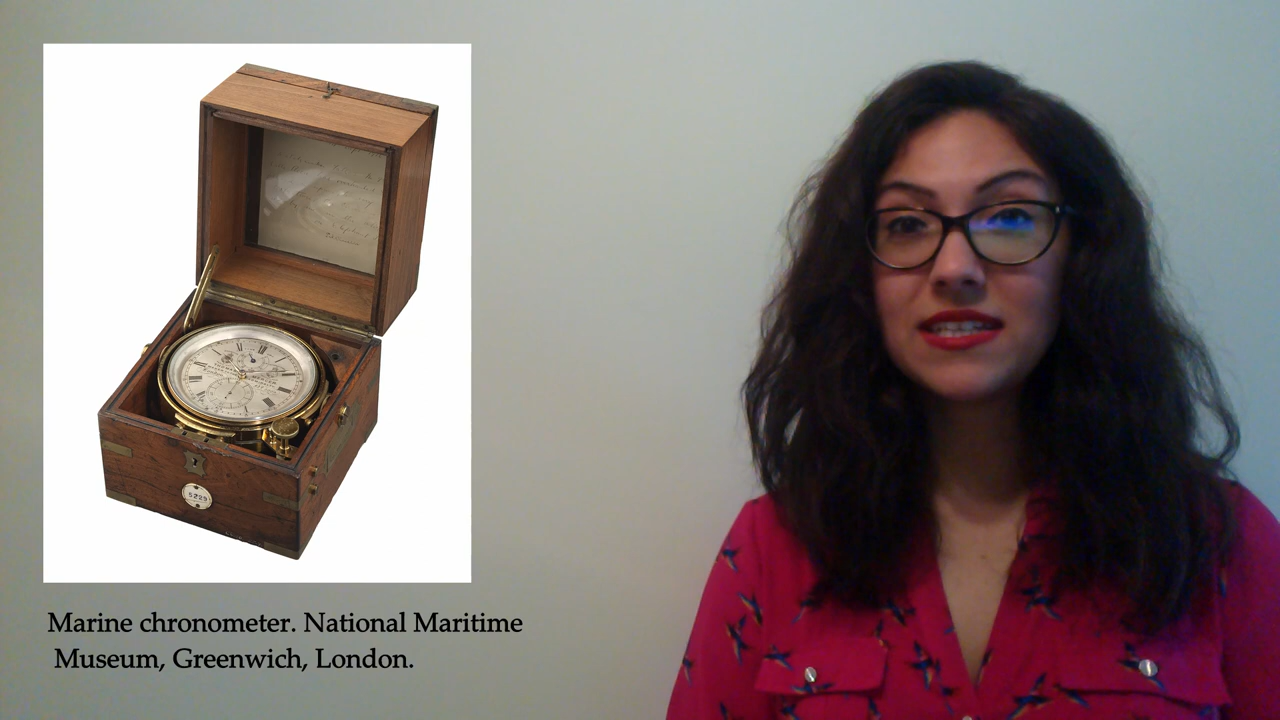 5229
Marine chronometer. National Maritime
Museum, Greenwich, London.